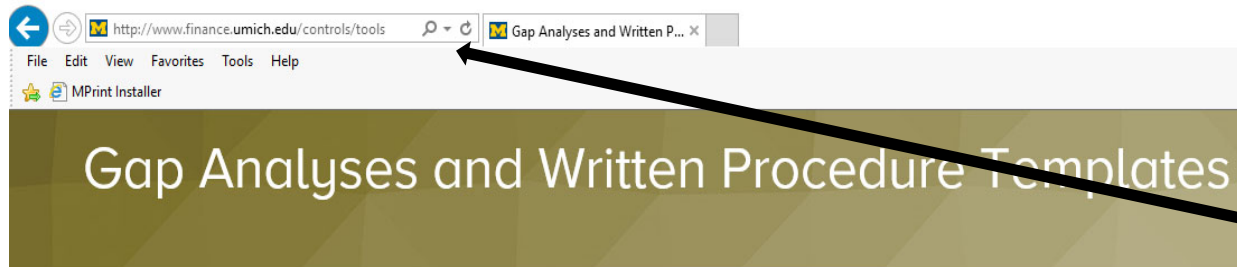 http://www.finance.umich.edu/controls/tools
M Gap Analyses and Written P...
File Edit View Favorites Tools Help
MPrint Installer
Gap Analyses and Written Procedure Templates